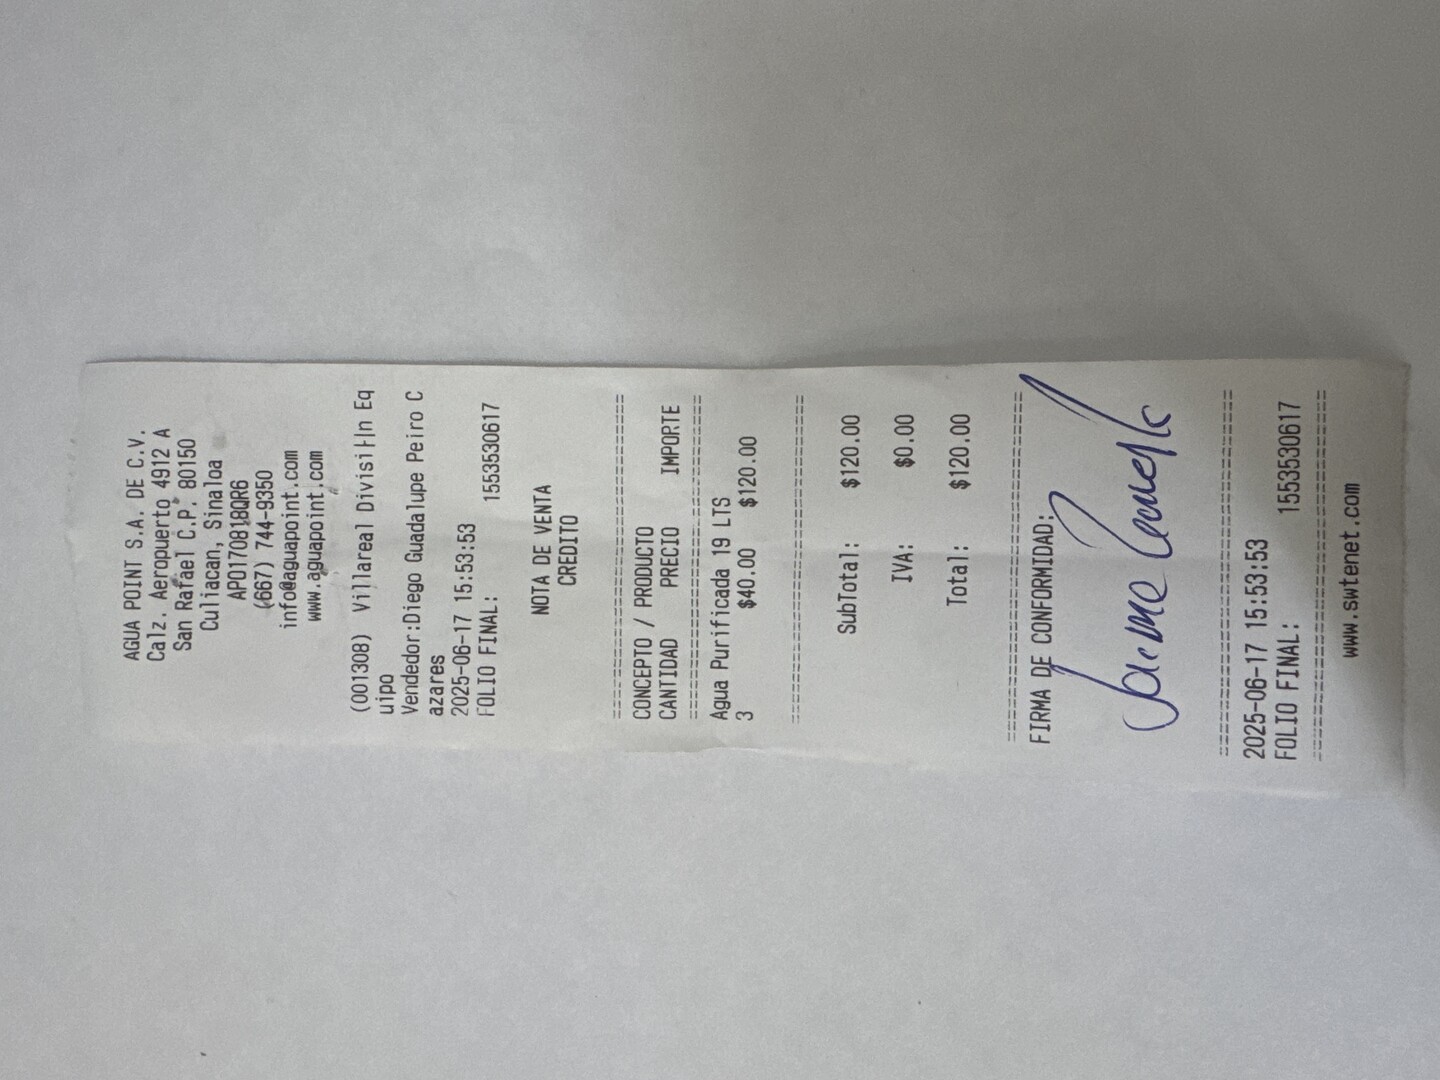 AGUA POINT S.A. DE C.V.
Calz. Aeropuerto 4912 A
San Rafael C.P. 80150
Culiacan, Sinaloa
APO170818QR6
(667) 744-9350
info@aguapoint.com
www.aguapoint.com
(001308) Villareal Divisi├│n Eq
uipo
Vendedor:Diego Guadalupe Peiro C
azares
2025-06-17 15:53:53
FOLIO FINAL: 1553530617
NOTA DE VENTA
CREDITO
================================
CONCEPTO / PRODUCTO
CANTIDAD PRECIO IMPORTE
================================
Agua Purificada 19 LTS
3 $40.00 $120.00
================================
SubTotal: $120.00
IVA: $0.00
Total: $120.00
================================
FIRMA DE CONFORMIDAD:
Jaime
================================
2025-06-17 15:53:53
FOLIO FINAL: 1553530617
================================
www.swtenet.com